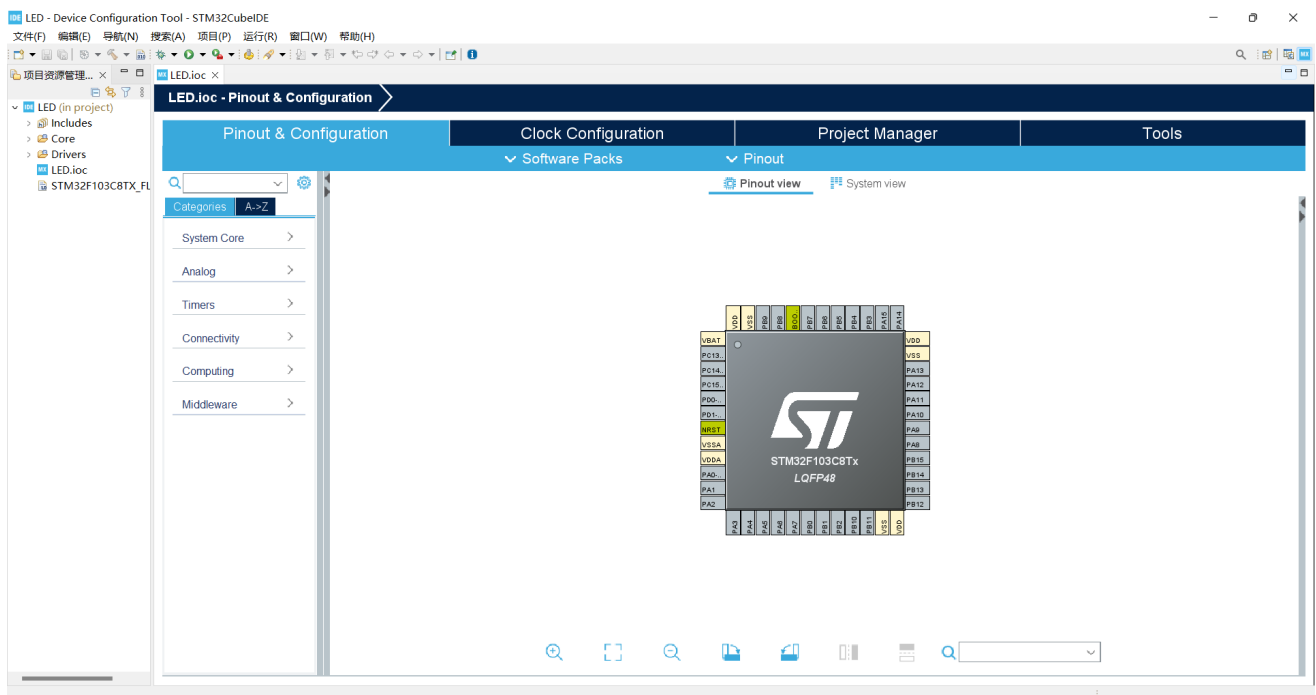 IDE LED - Device Configuration Tool - STM32CubeIDE
文件(F) 编辑(E) 导航(N) 搜索(A) 项目(P) 运行(R) 窗口(W) 帮助(H)
项目资源管理... LED.ioc
LED (in project)
Includes
Core
Drivers
LED.ioc
STM32F103C8TX_FL
LED.ioc - Pinout & Configuration
Pinout & Configuration Clock Configuration Project Manager Tools
Software Packs Pinout
Pinout view System view
Categories A->Z
System Core
Analog
Timers
Connectivity
Computing
Middleware
VDD VSS PB9 PB8 BOO... PB7 PB6 PB5 PB4 PB3 PA15 PA14
VBAT
PC13..
PC14..
PC15..
PD0-..
PD1-..
NRST
VSSA
VDDA
PA0-..
PA1
PA2
STM32F103C8Tx
LQFP48
VDD
VSS
PA13
PA12
PA11
PA10
PA9
PA8
PB15
PB14
PB13
PB12
PA3 PA4 PA5 PA6 PA7 PB0 PB1 PB2 PB10 PB11 VSS VDD